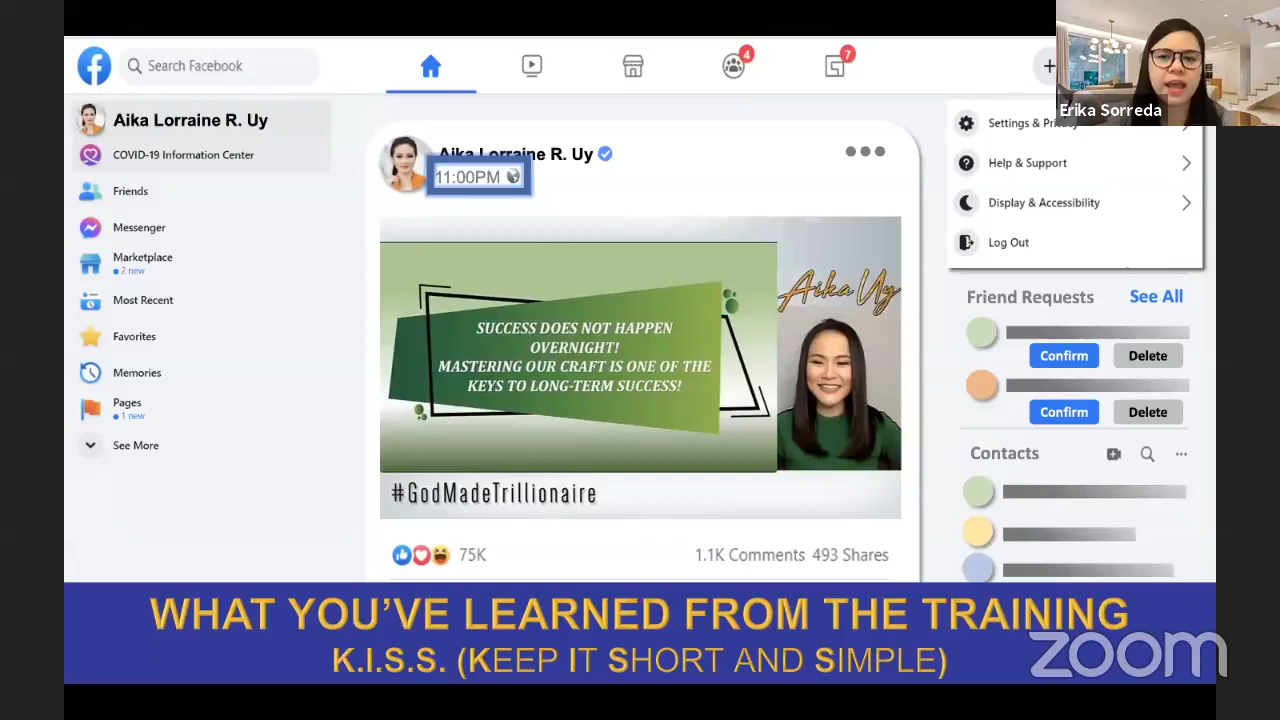 Search Facebook
4
7
Erika Sorreda
Aika Lorraine R. Uy
COVID-19 Information Center
Friends
Messenger
Marketplace
2 new
Most Recent
Favorites
Memories
Pages
1 new
See More
Aika Lorraine R. Uy
11:00PM
SUCCESS DOES NOT HAPPEN
OVERNIGHT!
MASTERING OUR CRAFT IS ONE OF THE
KEYS TO LONG-TERM SUCCESS!
Aika Uy
#GodMadeTrillionaire
75K
1.1K Comments 493 Shares
Settings & Privacy
Help & Support
Display & Accessibility
Log Out
Friend Requests See All
Confirm Delete
Confirm Delete
Contacts
WHAT YOU’VE LEARNED FROM THE TRAINING
K.I.S.S. (KEEP IT SHORT AND SIMPLE)
zoom